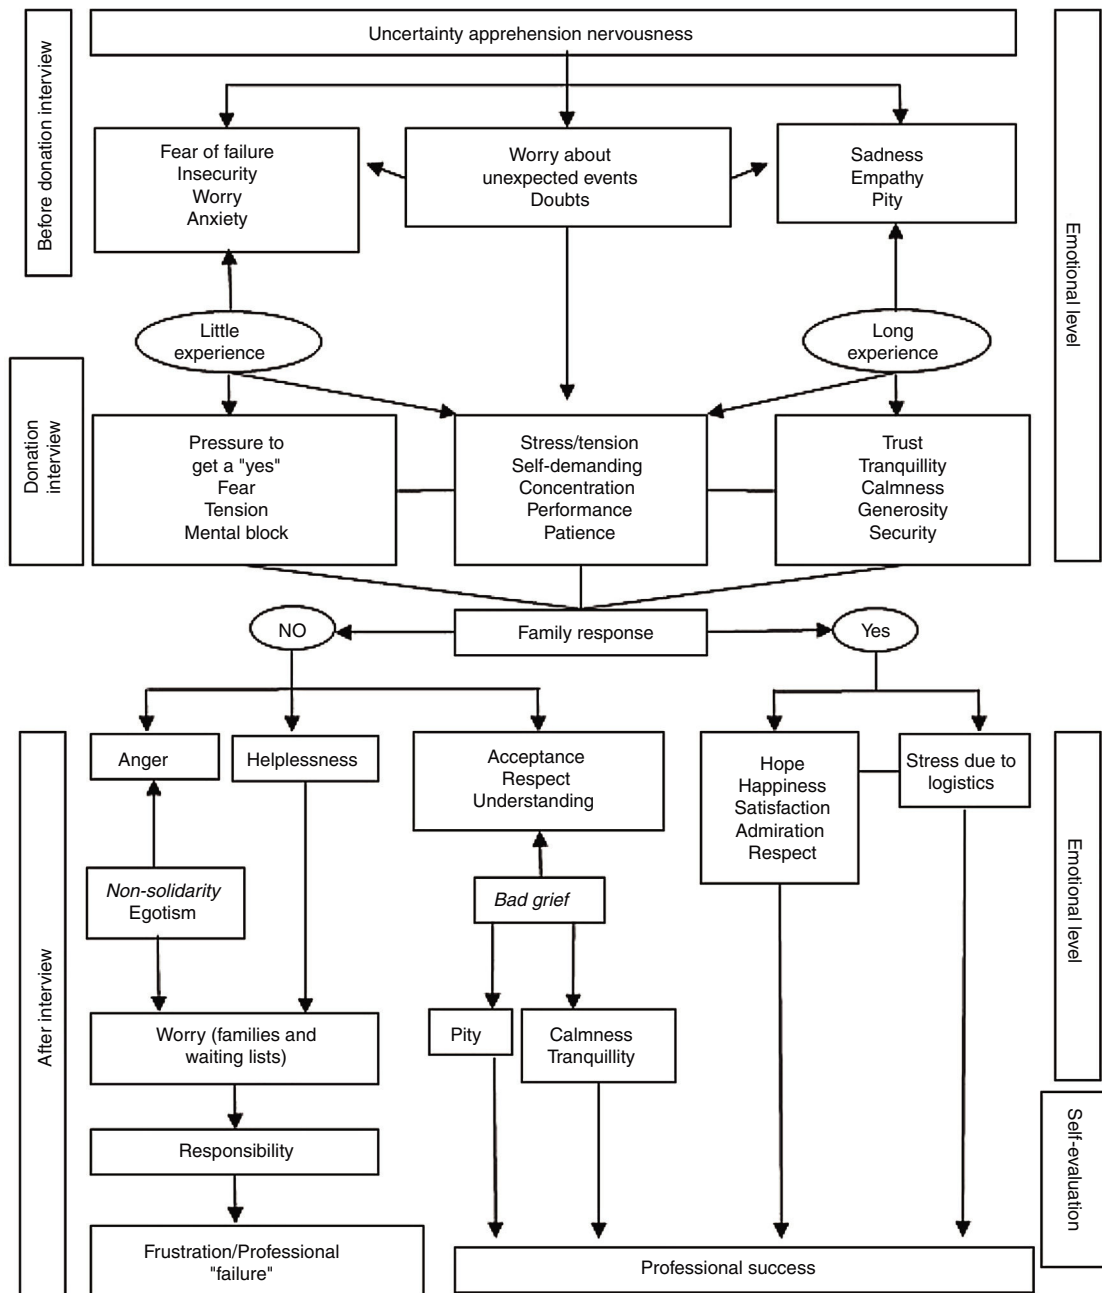 Uncertainty apprehension nervousness
Before donation interview
Fear of failure
Insecurity
Worry
Anxiety
Worry about
unexpected events
Doubts
Sadness
Empathy
Pity
Emotional level
Little
experience
Long
experience
Donation
interview
Pressure to
get a "yes"
Fear
Tension
Mental block
Stress/tension
Self-demanding
Concentration
Performance
Patience
Trust
Tranquillity
Calmness
Generosity
Security
NO
Family response
Yes
After interview
Anger
Helplessness
Acceptance
Respect
Understanding
Hope
Happiness
Satisfaction
Admiration
Respect
Stress due to
logistics
Emotional level
Non-solidarity
Egotism
Bad grief
Worry (families and
waiting lists)
Pity
Calmness
Tranquillity
Self-evaluation
Responsibility
Frustration/Professional
"failure"
Professional success